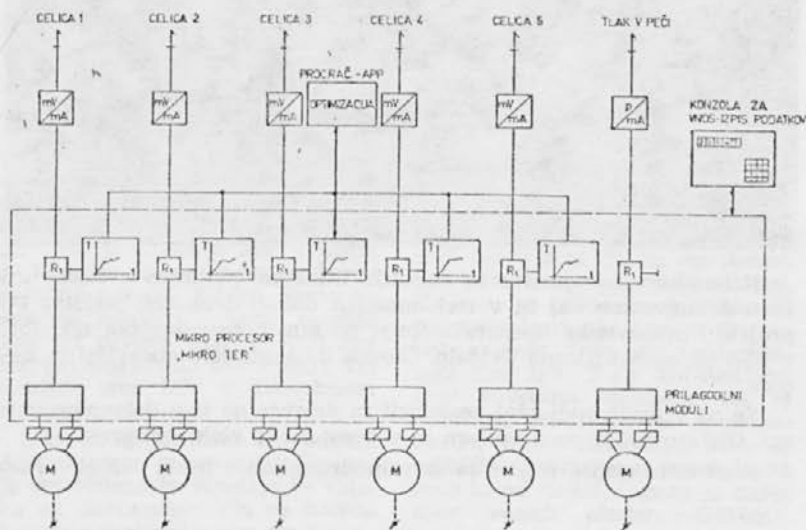 CELICA 1 CELICA 2 CELICA 3 CELICA 4 CELICA 5 TLAK V PEČI
PROCRAČ-APP
OPTIMIZACIJA
mV/mA mV/mA mV/mA mV/mA mV/mA P/mA
KONZOLA ZA
VNOS-IZPIS PODATKOV
T T T T T
R₁ t R₁ t R₁ t R₁ t R₁ t R₁
MIKRO PROCESOR
„MIKRO TER"
PRILAGODILNI
MODULI
M M M M M M